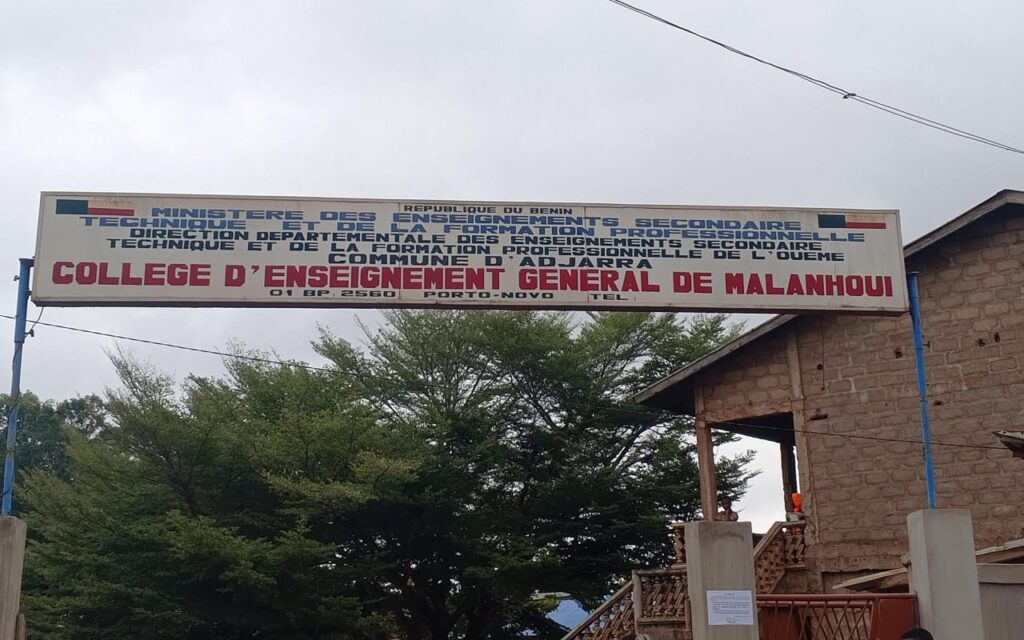 REPUBLIQUE DU BENIN
MINISTERE DES ENSEIGNEMENTS SECONDAIRE
TECHNIQUE ET DE LA FORMATION PROFESSIONNELLE
DIRECTION DEPARTEMENTALE DES ENSEIGNEMENTS SECONDAIRE
TECHNIQUE ET DE LA FORMATION PROFESSIONNELLE DE L'OUEME
COMMUNE D'ADJARRA
COLLEGE D'ENSEIGNEMENT GENERAL DE MALANHOUI
01 BP 2560 PORTO-NOVO TEL :